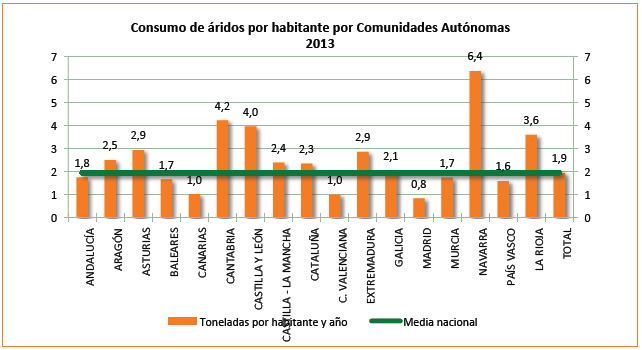 Consumo de áridos por habitante por Comunidades Autónomas
2013
7
6
5
4
3
2
1
0
7
6
5
4
3
2
1
0
1,8
2,5
2,9
1,7
1,0
4,2
4,0
2,4
2,3
1,0
2,9
2,1
0,8
1,7
6,4
1,6
3,6
1,9
ANDALUCÍA
ARAGÓN
ASTURIAS
BALEARES
CANARIAS
CANTABRIA
CASTILLA Y LEÓN
CASTILLA - LA MANCHA
CATALUÑA
C. VALENCIANA
EXTREMADURA
GALICIA
MADRID
MURCIA
NAVARRA
PAÍS VASCO
LA RIOJA
TOTAL
Toneladas por habitante y año
Media nacional